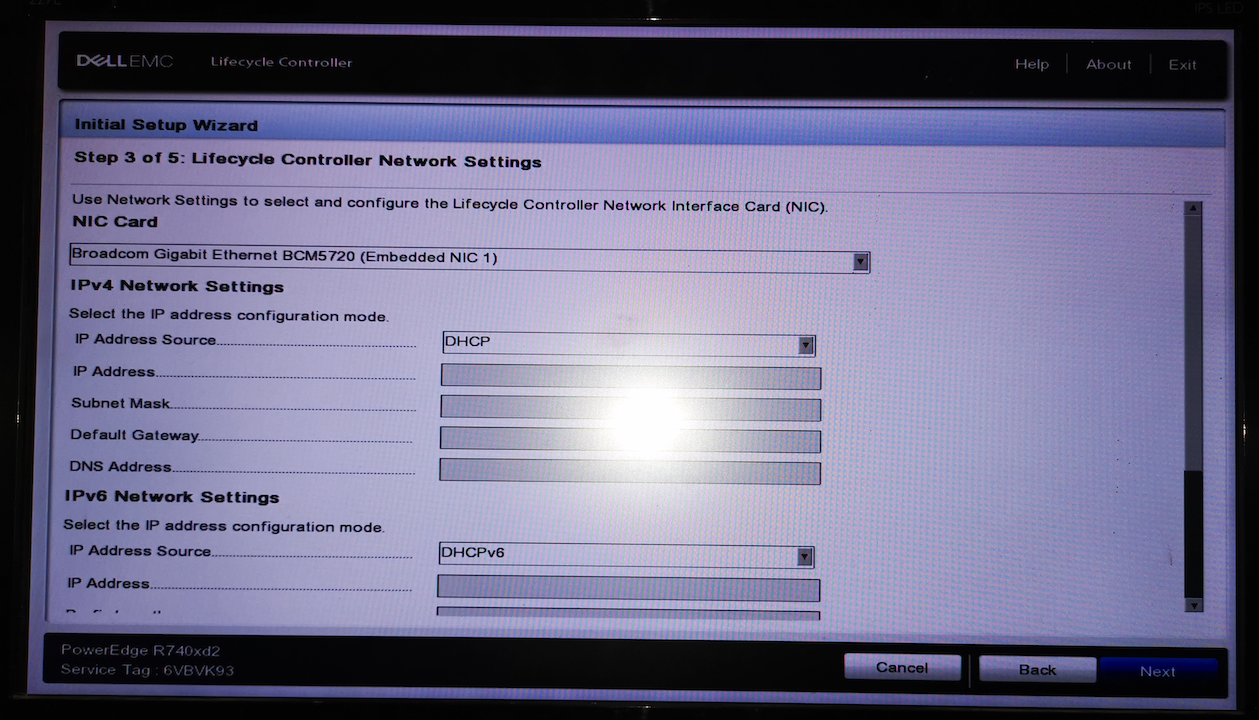 DELLEMC Lifecycle Controller Help About Exit
Initial Setup Wizard
Step 3 of 5: Lifecycle Controller Network Settings
Use Network Settings to select and configure the Lifecycle Controller Network Interface Card (NIC).
NIC Card
Broadcom Gigabit Ethernet BCM5720 (Embedded NIC 1)
IPv4 Network Settings
Select the IP address configuration mode.
IP Address Source DHCP
IP Address
Subnet Mask
Default Gateway
DNS Address
IPv6 Network Settings
Select the IP address configuration mode.
IP Address Source DHCPv6
IP Address
PowerEdge R740xd2
Service Tag : 6VBVK93
Cancel Back Next